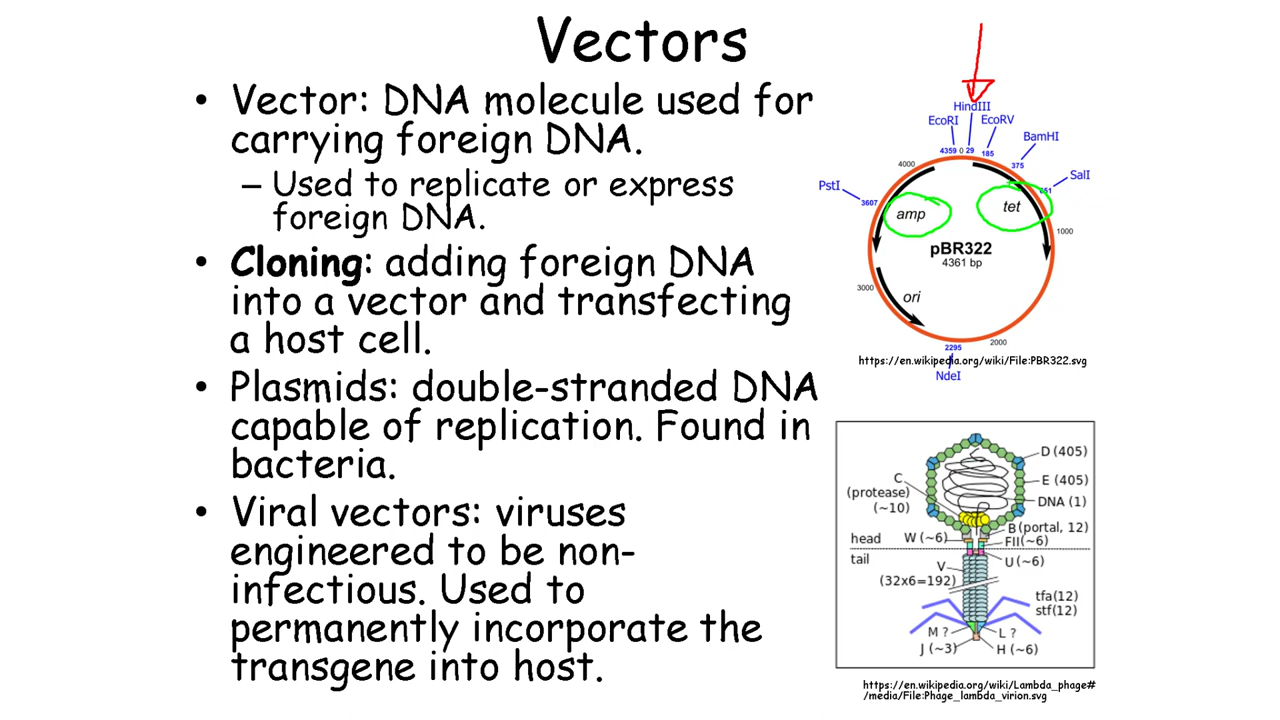 Vectors
• Vector: DNA molecule used for
carrying foreign DNA.
– Used to replicate or express
foreign DNA.
• Cloning: adding foreign DNA
into a vector and transfecting
a host cell.
• Plasmids: double-stranded DNA
capable of replication. Found in
bacteria.
• Viral vectors: viruses
engineered to be non-
infectious. Used to
permanently incorporate the
transgene into host.
HindIII
EcoRI
EcoRV
BamHI
SalI
PstI
4359
0
29
185
375
651
3607
4000
1000
3000
2000
2295
amp
tet
pBR322
4361 bp
ori
https://en.wikipedia.org/wiki/File:PBR322.svg
NdeI
D (405)
C
(protease)
(~10)
E (405)
DNA (1)
B (portal, 12)
head
W (~6)
FII(~6)
tail
U (~6)
V
(32x6=192)
tfa(12)
stf(12)
M ?
L ?
J (~3)
H (~6)
https://en.wikipedia.org/wiki/Lambda_phage#
/media/File:Phage_lambda_virion.svg